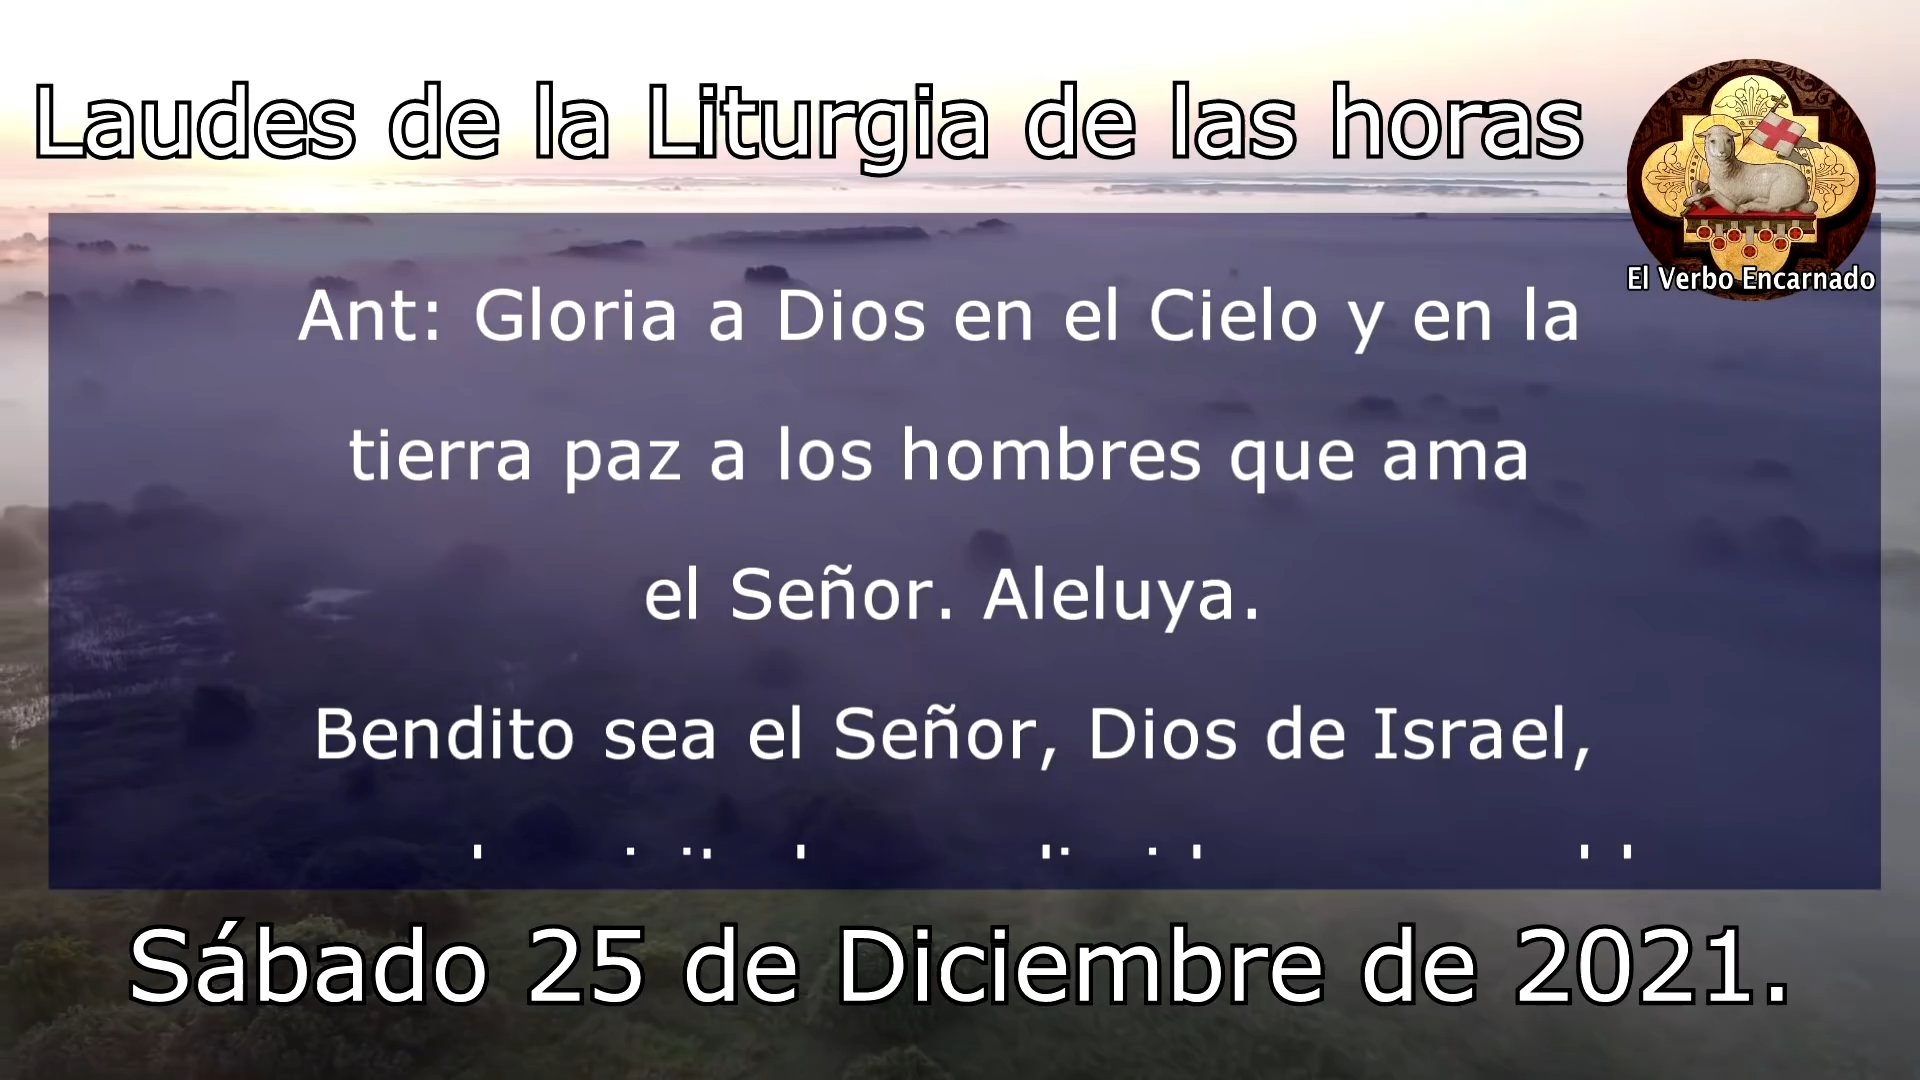 Laudes de la Liturgia de las horas
El Verbo Encarnado
Ant: Gloria a Dios en el Cielo y en la
tierra paz a los hombres que ama
el Señor. Aleluya.
Bendito sea el Señor, Dios de Israel,
Sábado 25 de Diciembre de 2021.